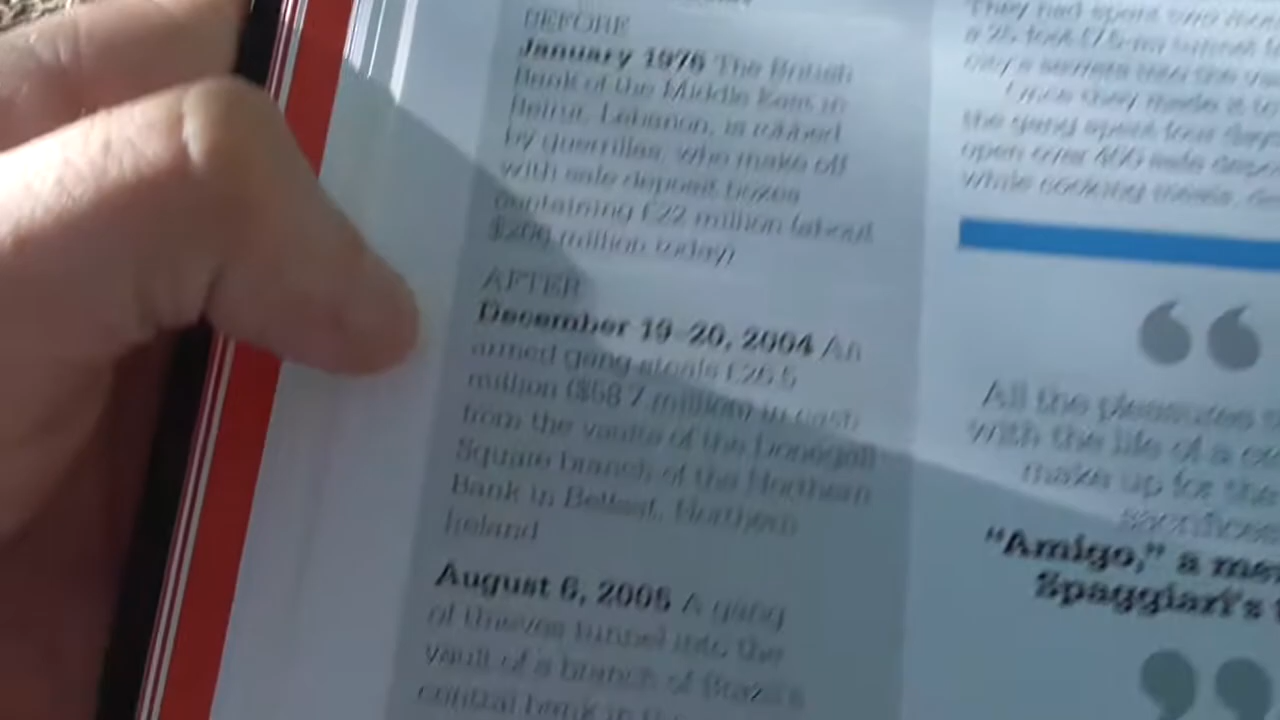 BEFORE
January 1976 The British
Bank of the Middle East in
Beirut, Lebanon, is robbed
by guerrillas, who make off
with safe deposit boxes
containing £22 million (about
million today)
AFTER
December 19–20, 2004 An
armed gang steals £26.5
million ($58.7 million) in cash
from the vaults of the Donegall
Square branch of the Northern
Bank in Belfast, Northern
Ireland
August 6, 2005 A gang
of thieves tunnel into the
vault of a branch of Brazil's
central bank in
They had spent two
a 25-foot
city's sewers into the
Once they made it
the gang spent four
open over 400 safe
while cooking meals,
“
All the pleasures
with the life of a
make up for the
sacrifices
"Amigo," a
Spaggiari's
”